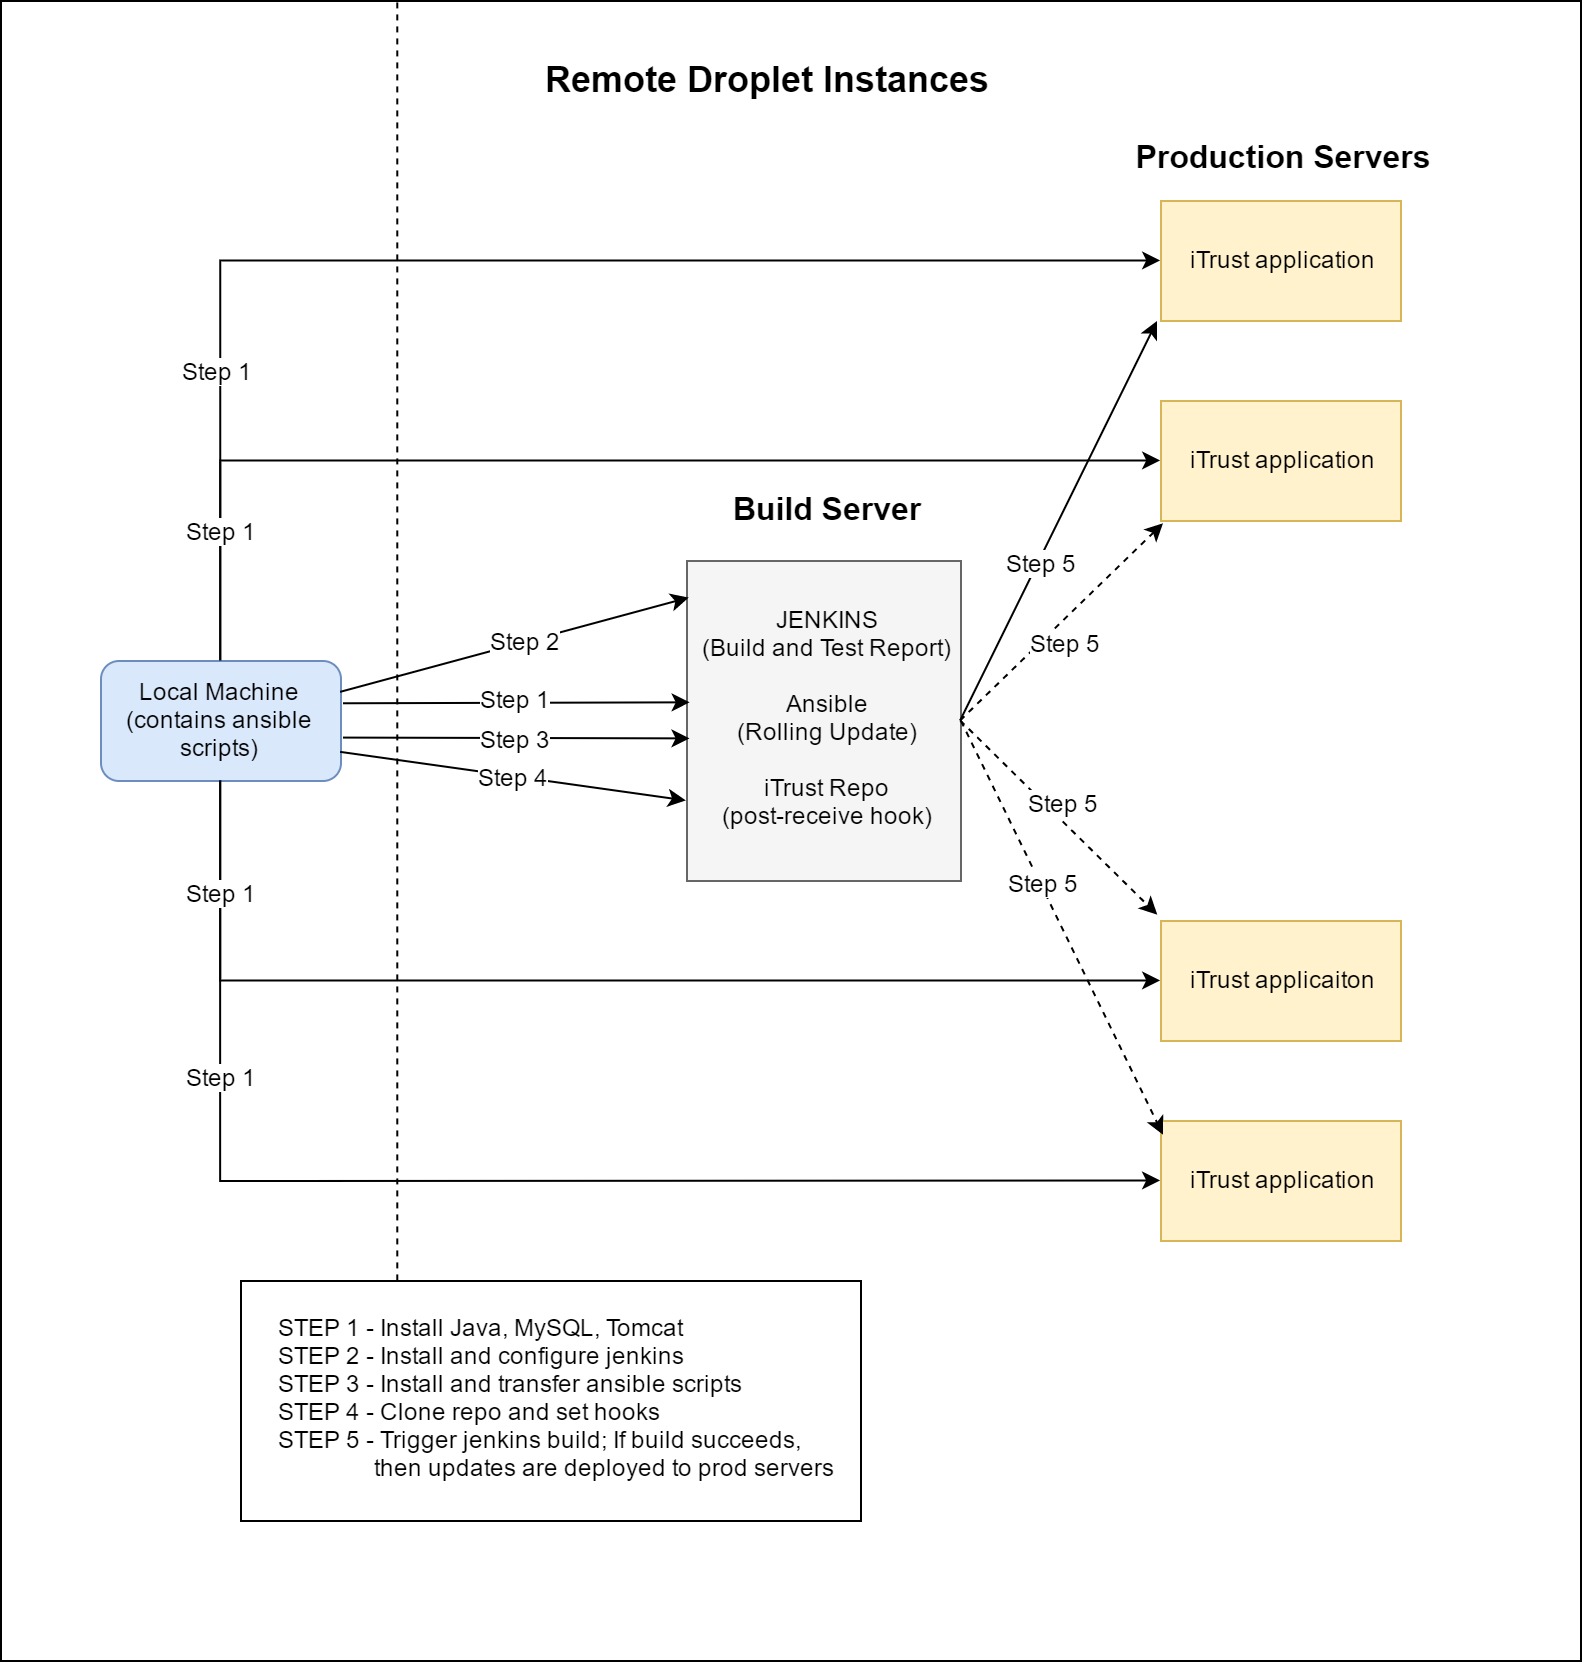 Remote Droplet Instances
Production Servers
iTrust application
Step 1
iTrust application
Build Server
Step 1
Step 5
JENKINS
(Build and Test Report)
Step 2
Step 5
Local Machine
(contains ansible
scripts)
Step 1
Ansible
(Rolling Update)
Step 3
Step 4
iTrust Repo
(post-receive hook)
Step 5
Step 5
Step 1
iTrust applicaiton
Step 1
iTrust application
STEP 1 - Install Java, MySQL, Tomcat
STEP 2 - Install and configure jenkins
STEP 3 - Install and transfer ansible scripts
STEP 4 - Clone repo and set hooks
STEP 5 - Trigger jenkins build; If build succeeds,
then updates are deployed to prod servers